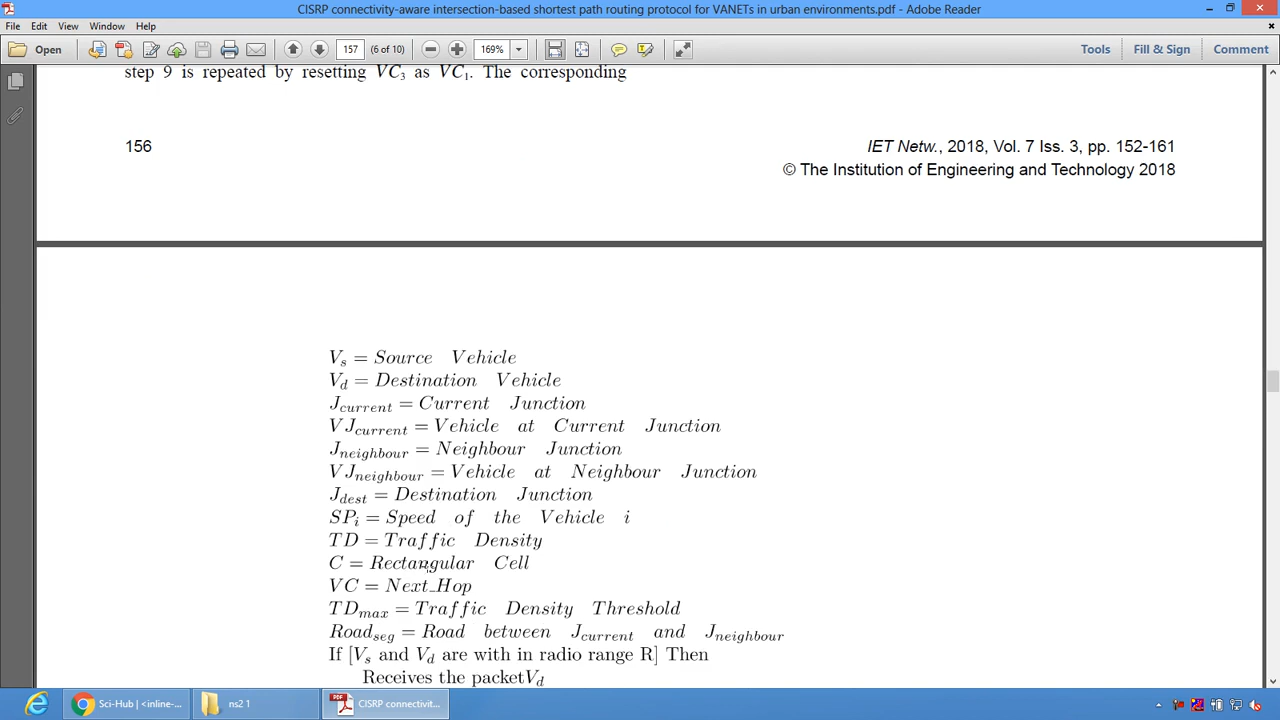 CISRP connectivity-aware intersection-based shortest path routing protocol for VANETs in urban environments.pdf - Adobe Reader
File Edit View Window Help
Open 157 (6 of 10) 169% Tools Fill & Sign Comment
step 9 is repeated by resetting VC3 as VC1. The corresponding
156 IET Netw., 2018, Vol. 7 Iss. 3, pp. 152-161
© The Institution of Engineering and Technology 2018
Vs = Source Vehicle
Vd = Destination Vehicle
Jcurrent = Current Junction
VJcurrent = Vehicle at Current Junction
Jneighbour = Neighbour Junction
VJneighbour = Vehicle at Neighbour Junction
Jdest = Destination Junction
SPi = Speed of the Vehicle i
TD = Traffic Density
C = Rectangular Cell
VC = Next_Hop
TDmax = Traffic Density Threshold
Roadseg = Road between Jcurrent and Jneighbour
If [Vs and Vd are with in radio range R] Then
Receives the packetVd
Sci-Hub | <inline-... ns2 1 CISRP connectivit...